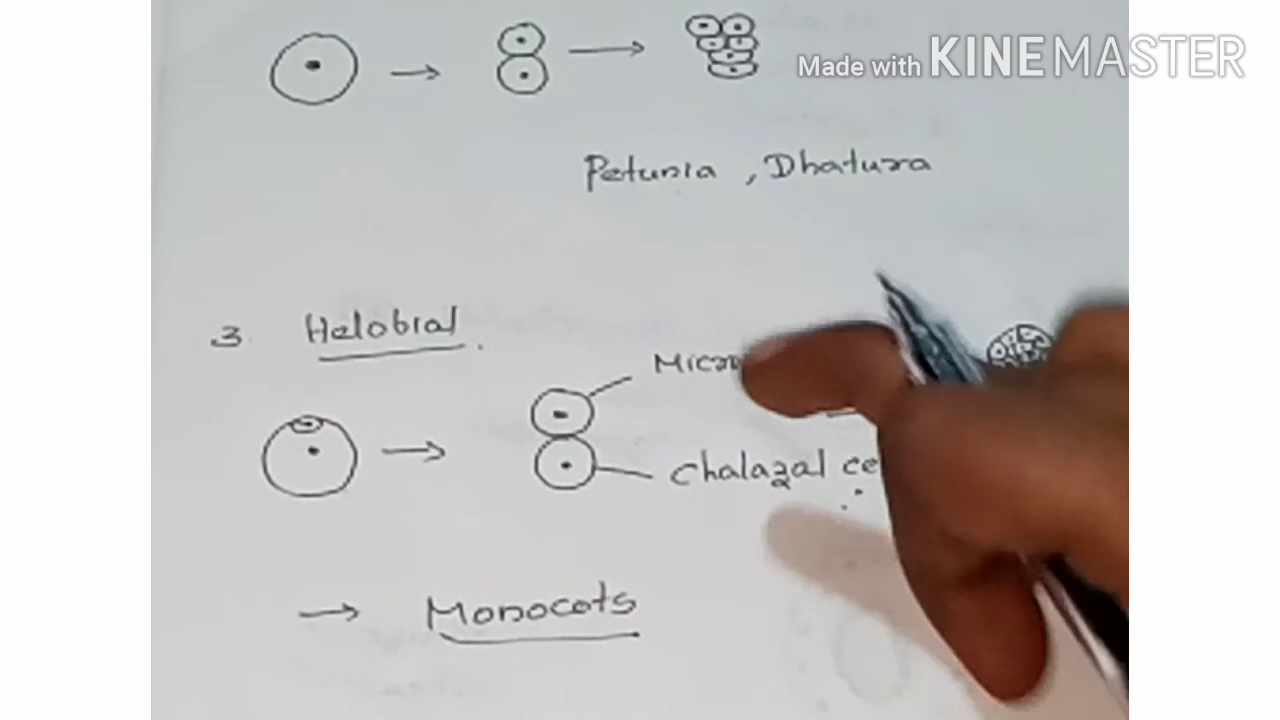 Made with KINEMASTER
Petunia , Dhatura
3 Helobial .
Chalazal
→ Monocots